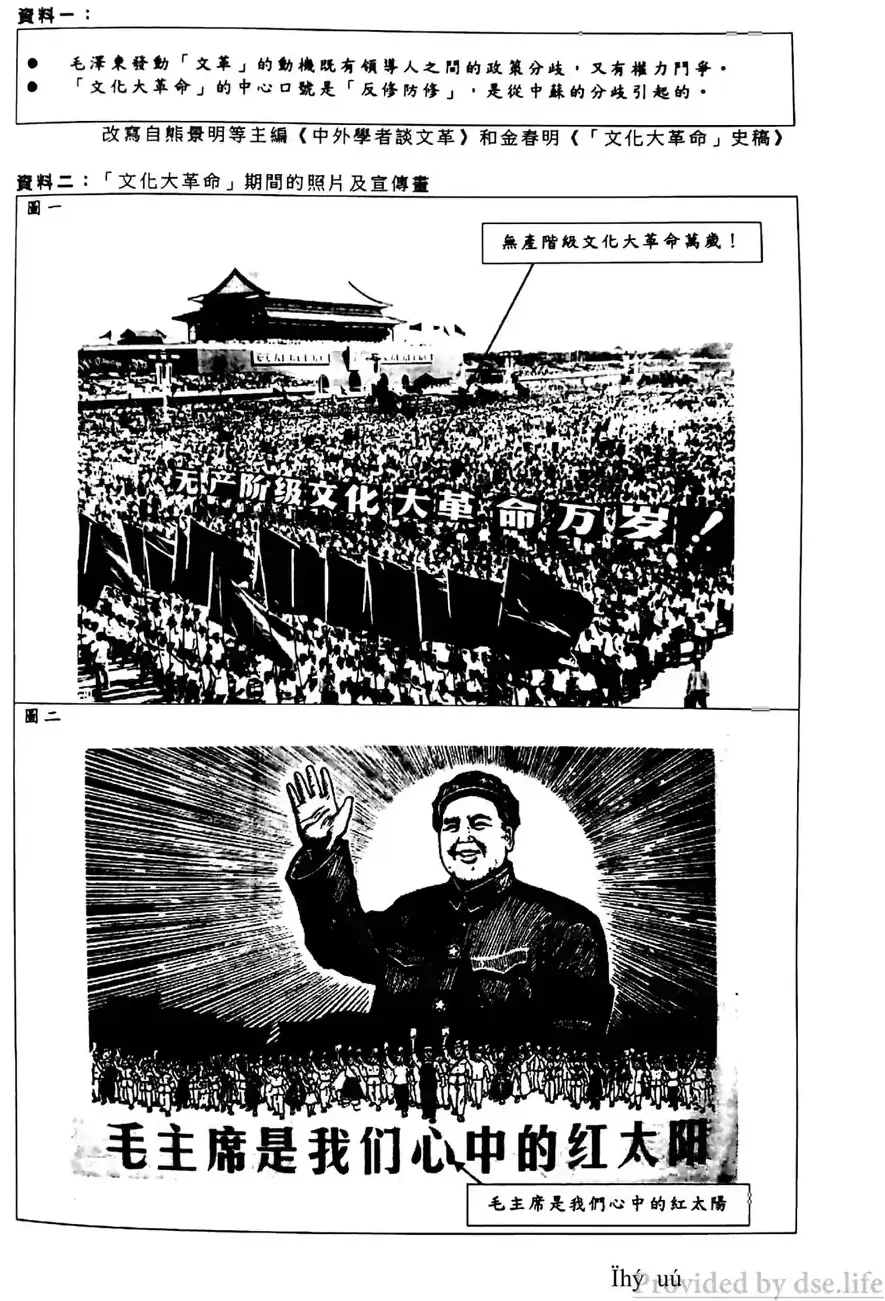 資料一：
● 毛澤東發動「文革」的動機既有領導人之間的政策分歧，又有權力鬥爭。
● 「文化大革命」的中心口號是「反修防修」，是從中蘇的分歧引起的。
改寫自熊景明等主編《中外學者談文革》和金春明《「文化大革命」史稿》
資料二：「文化大革命」期間的照片及宣傳畫
圖一
無產階級文化大革命萬歲！
无产阶级文化大革命万岁！
圖二
毛主席是我们心中的红太阳
毛主席是我們心中的紅太陽
Ïhý uú
Provided by dse.life